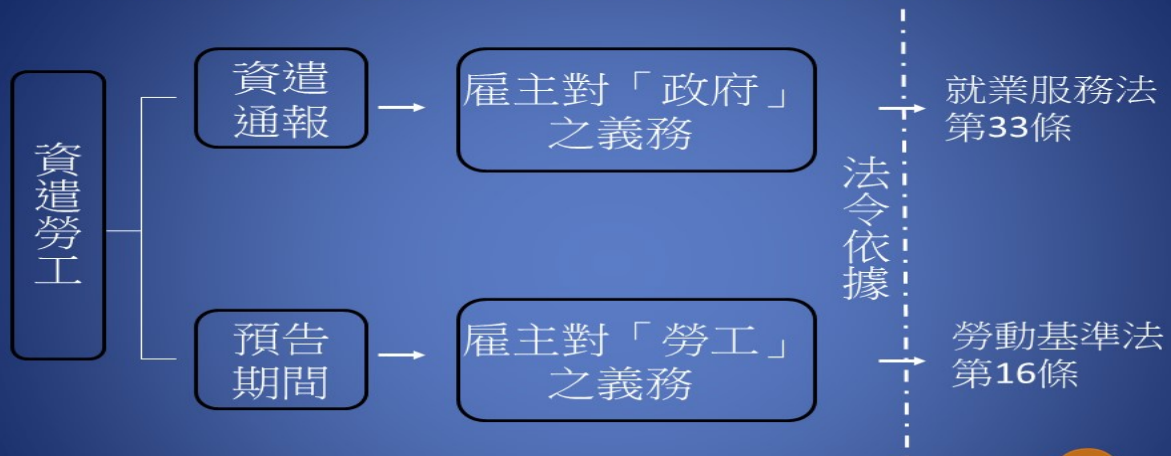 資遣勞工
資遣
通報
雇主對「政府」
之義務
就業服務法
第33條
法令依據
預告
期間
雇主對「勞工」
之義務
勞動基準法
第16條